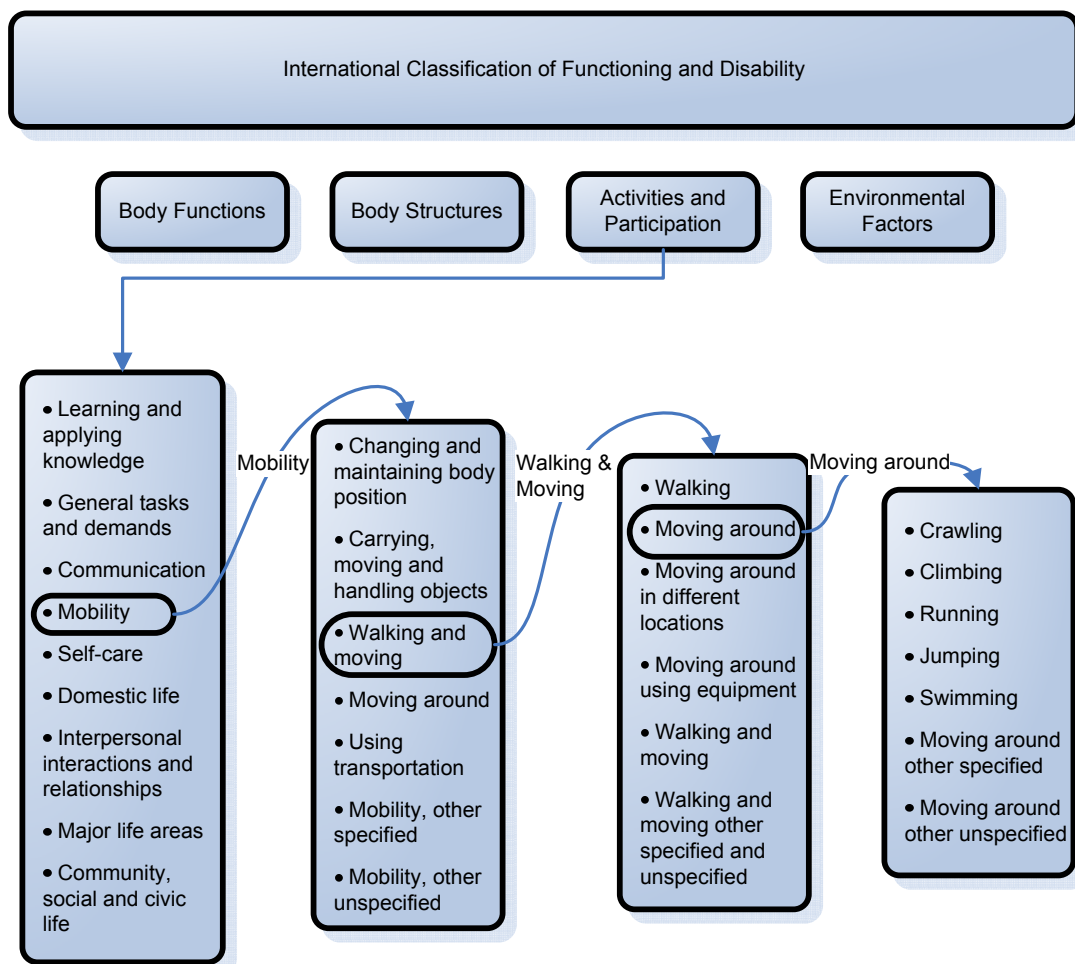 International Classification of Functioning and Disability
Body Functions
Body Structures
Activities and
Participation
Environmental
Factors
• Learning and
applying
knowledge
• General tasks
and demands
• Communication
• Mobility
• Self-care
• Domestic life
• Interpersonal
interactions and
relationships
• Major life areas
• Community,
social and civic
life
Mobility
• Changing and
maintaining body
position
• Carrying,
moving and
handling objects
• Walking and
moving
• Moving around
• Using
transportation
• Mobility, other
specified
• Mobility, other
unspecified
Walking &
Moving
• Walking
• Moving around
• Moving around
in different
locations
• Moving around
using equipment
• Walking and
moving
• Walking and
moving other
specified and
unspecified
Moving around
• Crawling
• Climbing
• Running
• Jumping
• Swimming
• Moving around
other specified
• Moving around
other unspecified